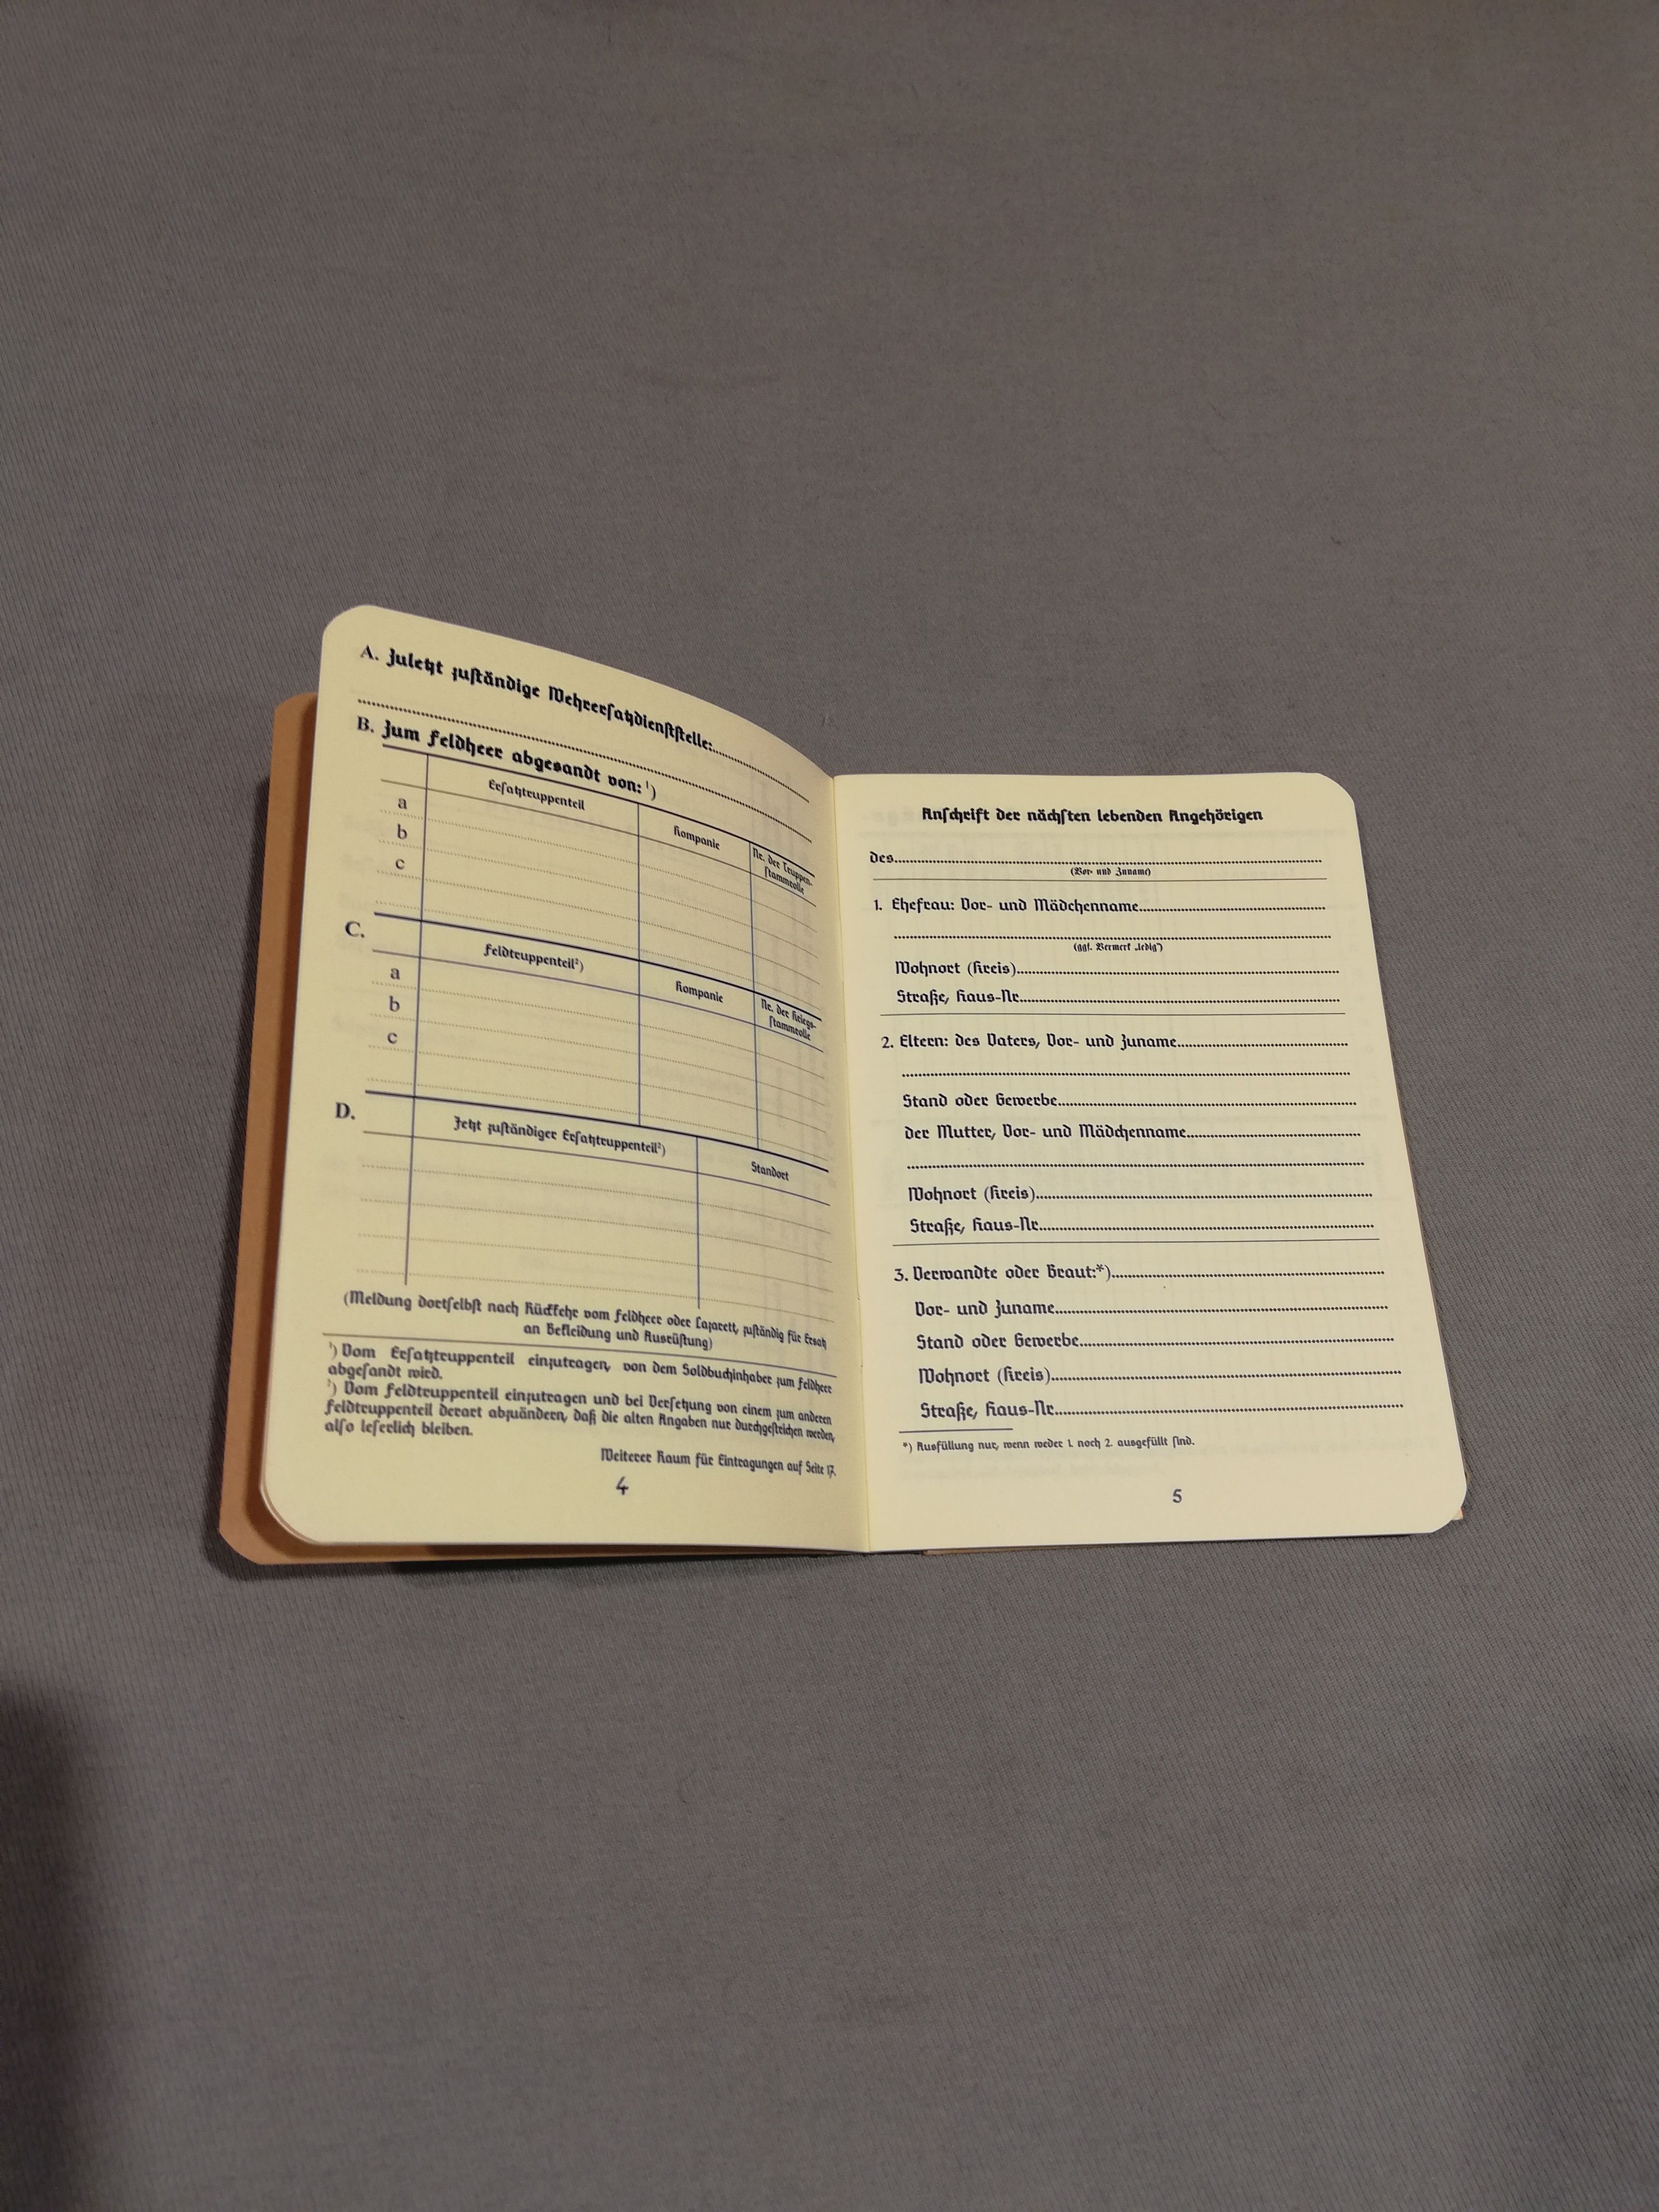 A. Zuletzt zuständige Wehrersatzdienststelle:
B. Zum Feldheer abgesandt von: ¹)
Ersatztruppenteil
Kompanie
Nr. der Truppen-
stammrolle
a
b
c
C.
Feldtruppenteil²)
Kompanie
Nr. der Kriegs-
stammrolle
a
b
c
D.
Jetzt zuständiger Ersatztruppenteil²)
Standort
(Meldung dortselbst nach Rückkehr vom Feldheer oder Lazarett, zuständig für Ersatz
an Bekleidung und Ausrüstung)
¹) Vom Ersatztruppenteil einzutragen, von dem Soldbuchinhaber zum Feldheer
abgesandt wird.
²) Vom Feldtruppenteil einzutragen und bei Versetzung von einem zum anderen
Feldtruppenteil derart abzuändern, daß die alten Angaben nur durchgestrichen werden,
also leserlich bleiben.
Weiterer Raum für Eintragungen auf Seite 17.
4
Anschrift der nächsten lebenden Angehörigen
des
(Vor- und Zuname)
1. Ehefrau: Vor- und Mädchenname
(ggf. Vermerk „ledig“)
Wohnort (Kreis)
Straße, Haus-Nr.
2. Eltern: des Vaters, Vor- und Zuname
Stand oder Gewerbe
der Mutter, Vor- und Mädchenname
Wohnort (Kreis)
Straße, Haus-Nr.
3. Verwandte oder Braut:*)
Vor- und Zuname
Stand oder Gewerbe
Wohnort (Kreis)
Straße, Haus-Nr.
*) Ausfüllung nur, wenn weder 1. noch 2. ausgefüllt sind.
5